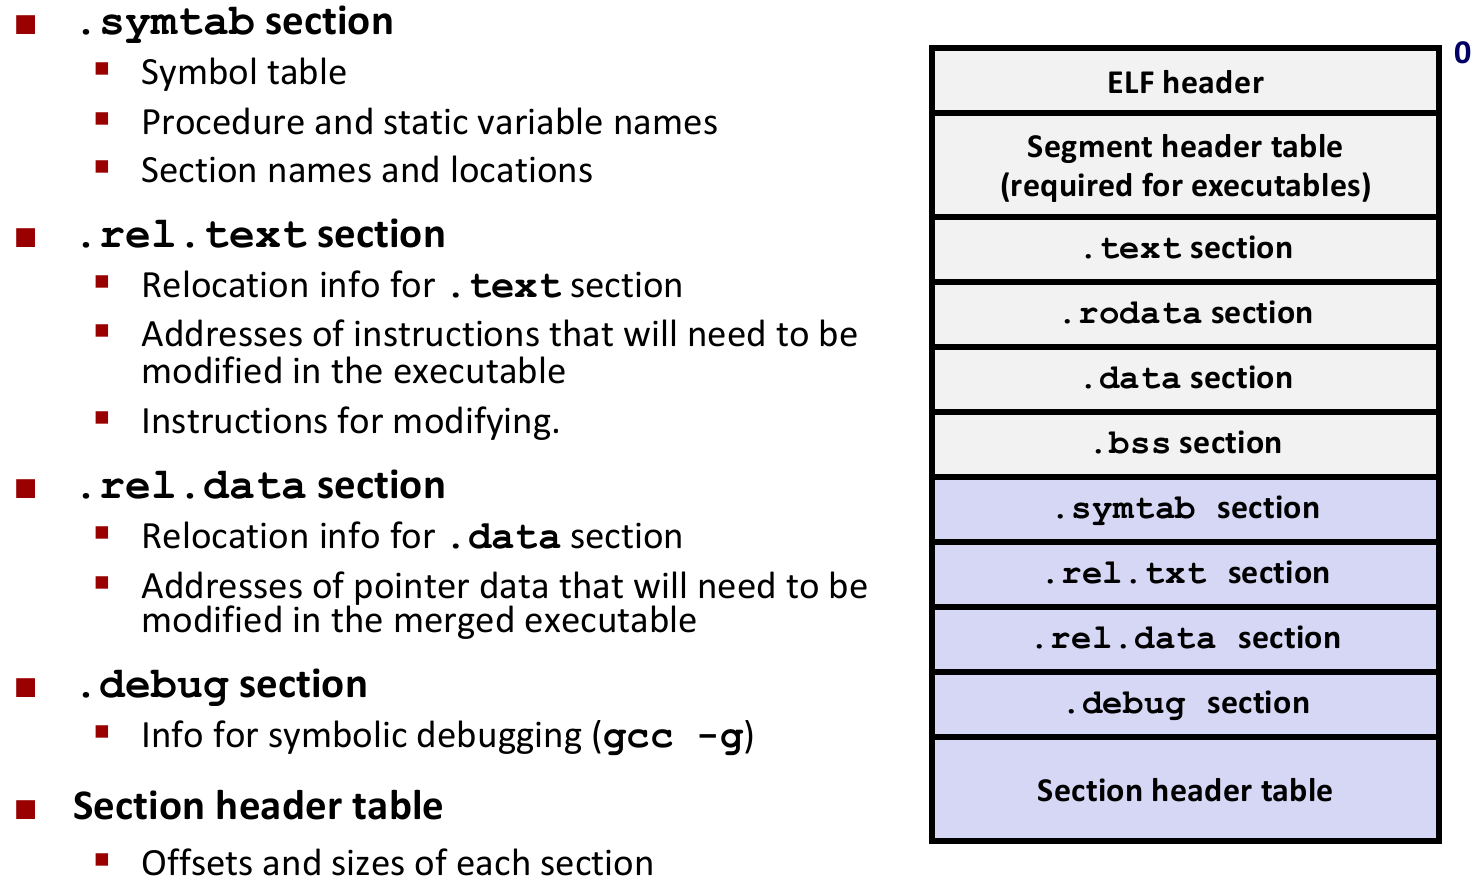 .symtab section
Symbol table
Procedure and static variable names
Section names and locations
.rel.text section
Relocation info for .text section
Addresses of instructions that will need to be
modified in the executable
Instructions for modifying.
.rel.data section
Relocation info for .data section
Addresses of pointer data that will need to be
modified in the merged executable
.debug section
Info for symbolic debugging (gcc -g)
Section header table
Offsets and sizes of each section
0
ELF header
Segment header table
(required for executables)
.text section
.rodata section
.data section
.bss section
.symtab section
.rel.txt section
.rel.data section
.debug section
Section header table